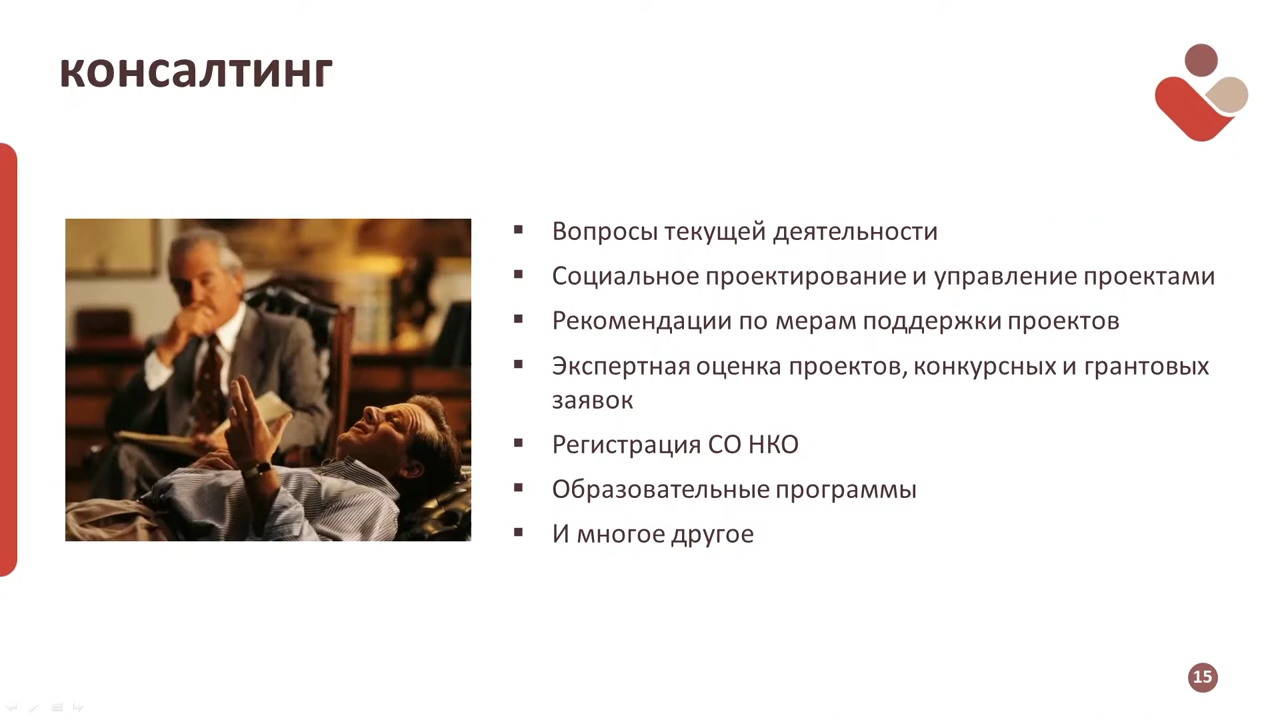 консалтинг
▪ Вопросы текущей деятельности
▪ Социальное проектирование и управление проектами
▪ Рекомендации по мерам поддержки проектов
▪ Экспертная оценка проектов, конкурсных и грантовых
заявок
▪ Регистрация СО НКО
▪ Образовательные программы
▪ И многое другое
15